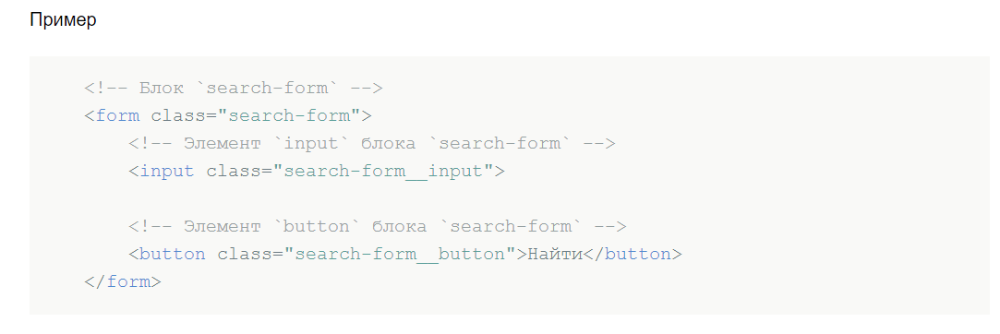 Пример
<!-- Блок `search-form` -->
<form class="search-form">
<!-- Элемент `input` блока `search-form` -->
<input class="search-form__input">
<!-- Элемент `button` блока `search-form` -->
<button class="search-form__button">Найти</button>
</form>